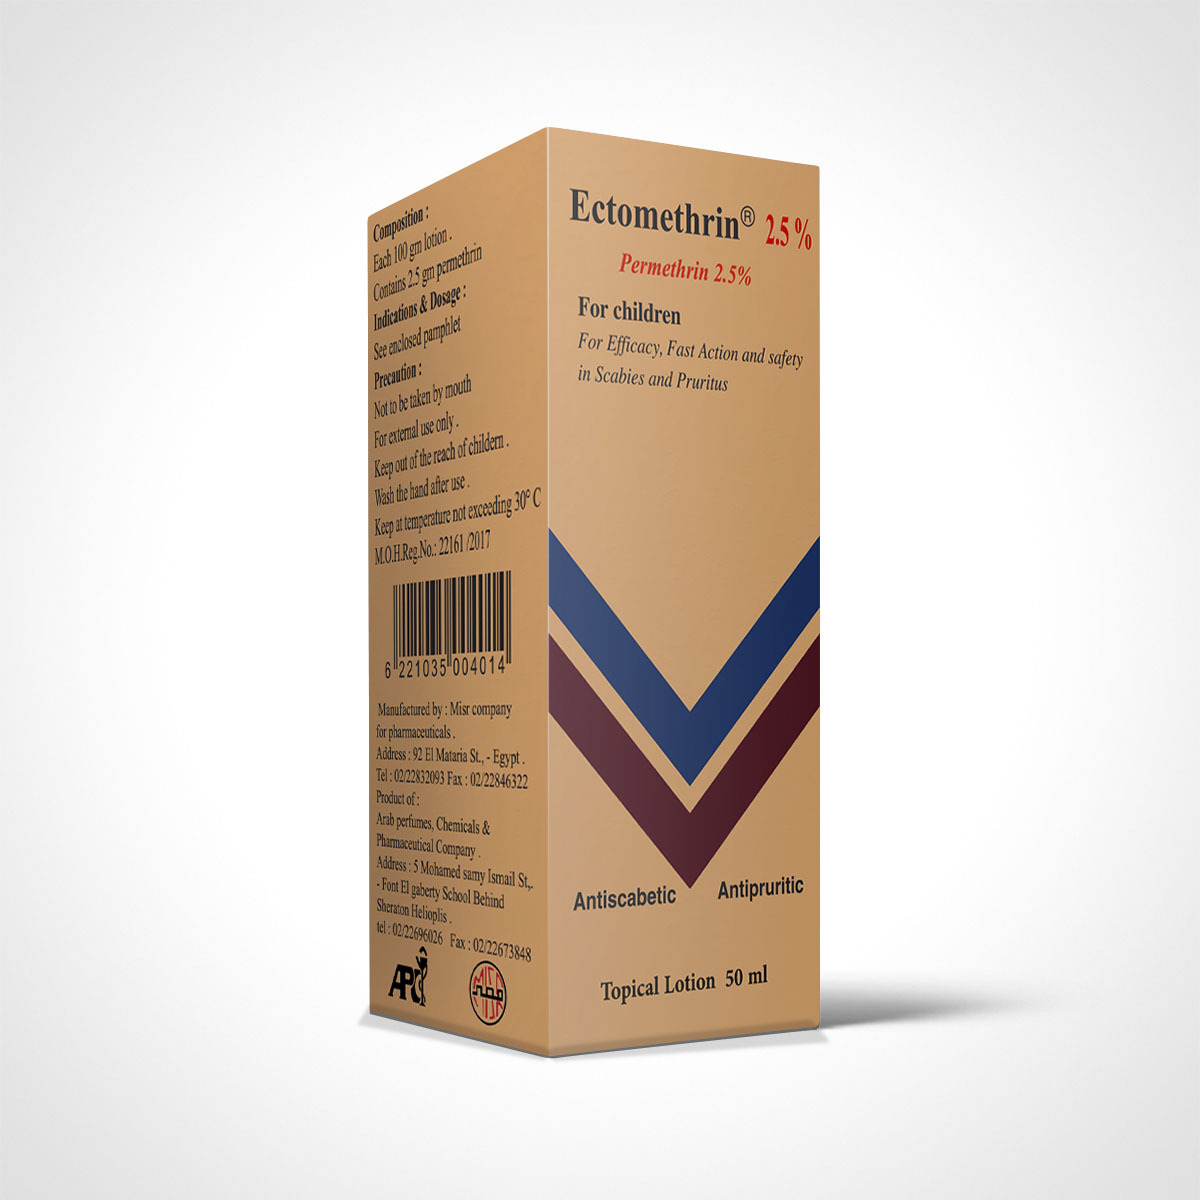 Composition :
Each 100 gm lotion .
Contains 2.5 gm permethrin
Indications & Dosage :
See enclosed pamphlet
Precaution :
Not to be taken by mouth
For external use only .
Keep out of the reach of childern .
Wash the hand after use .
Keep at temperature not exceeding 30° C
M.O.H.Reg.No.: 22161 /2017
6 221035 004014
Manufactured by : Misr company
for pharmaceuticals .
Address : 92 El Mataria St., - Egypt .
Tel : 02/22832093 Fax : 02/22846322
Product of :
Arab perfumes, Chemicals &
Pharmaceutical Company .
Address : 5 Mohamed samy Ismail St,.
- Font El gaberty School Behind
Sheraton Helioplis .
tel : 02/22696026 Fax : 02/22673848
APC
MISR
مصر
MISR
Ectomethrin® 2.5%
Permethrin 2.5%
For children
For Efficacy, Fast Action and safety
in Scabies and Pruritus
Antiscabetic Antipruritic
Topical Lotion 50 ml